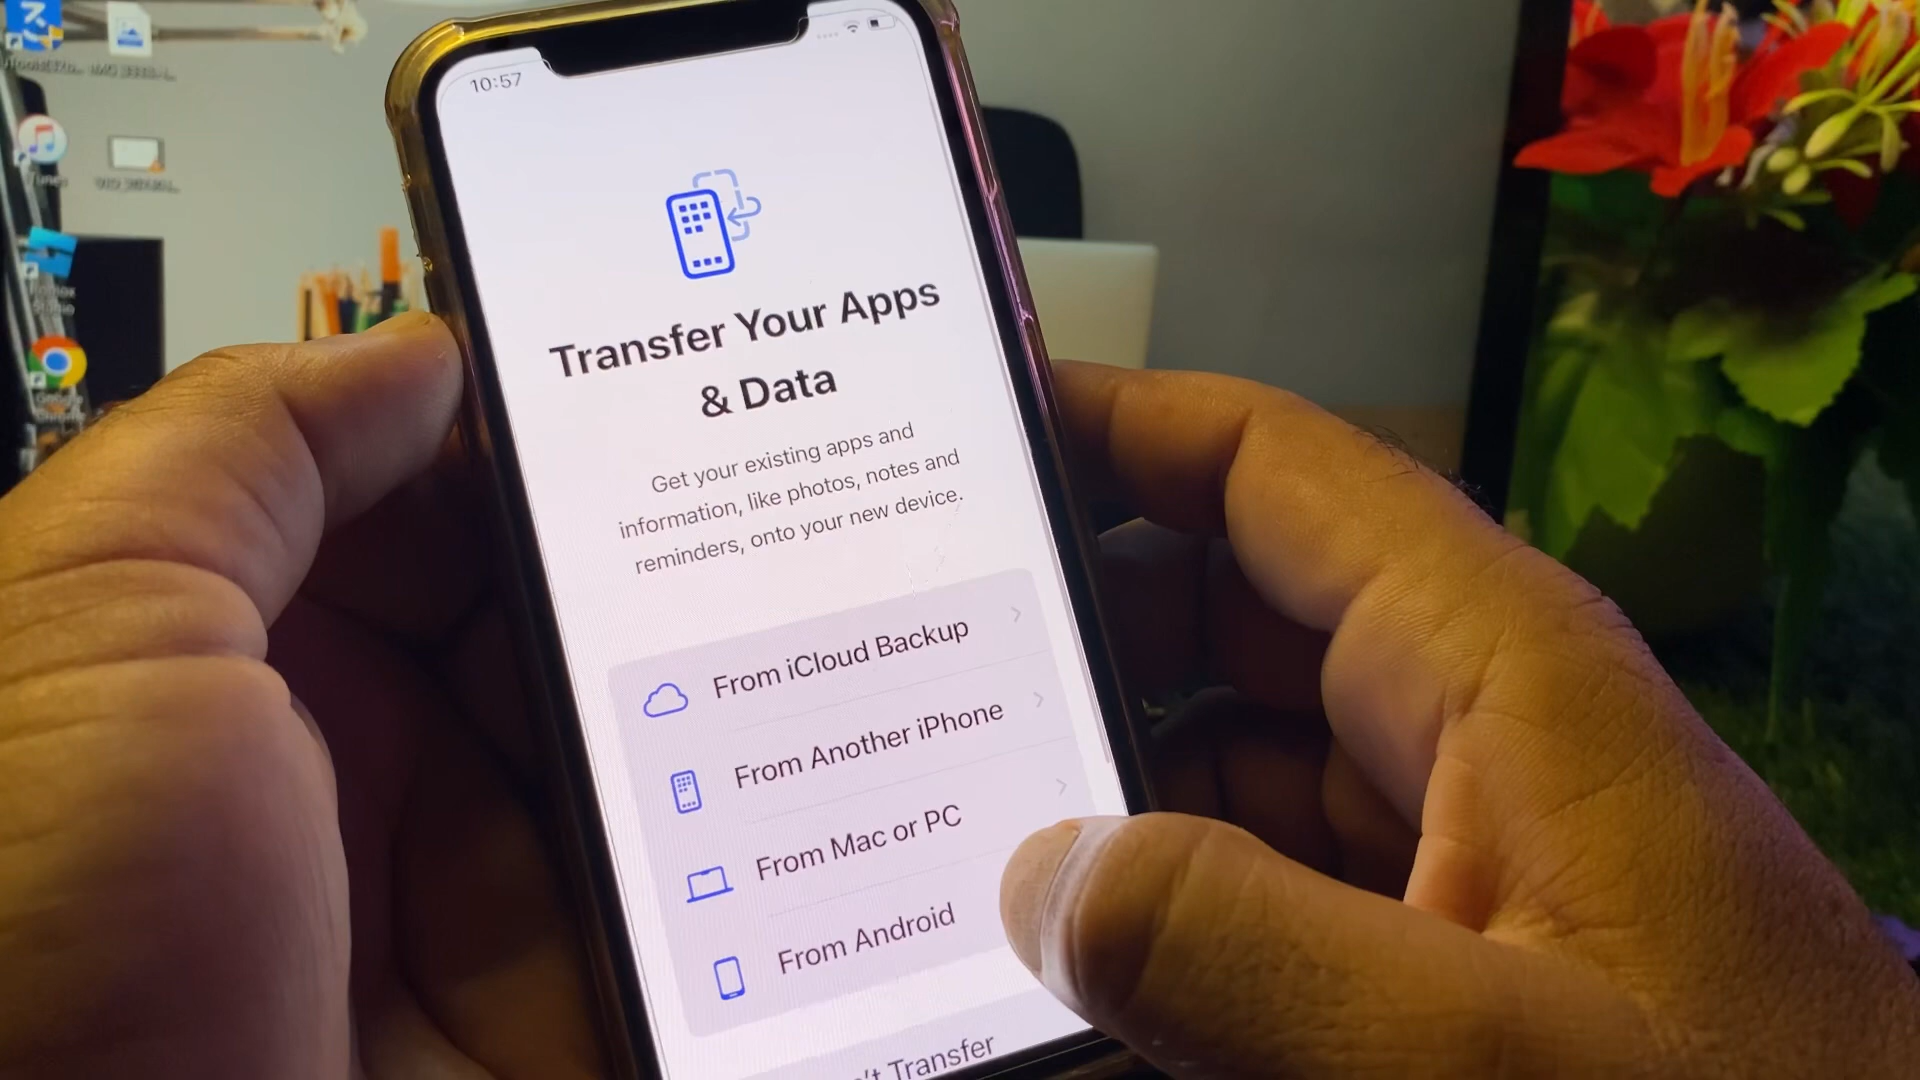 10:57
Transfer Your Apps
& Data
Get your existing apps and
information, like photos, notes and
reminders, onto your new device.
From iCloud Backup
From Another iPhone
From Mac or PC
From Android
't Transfer